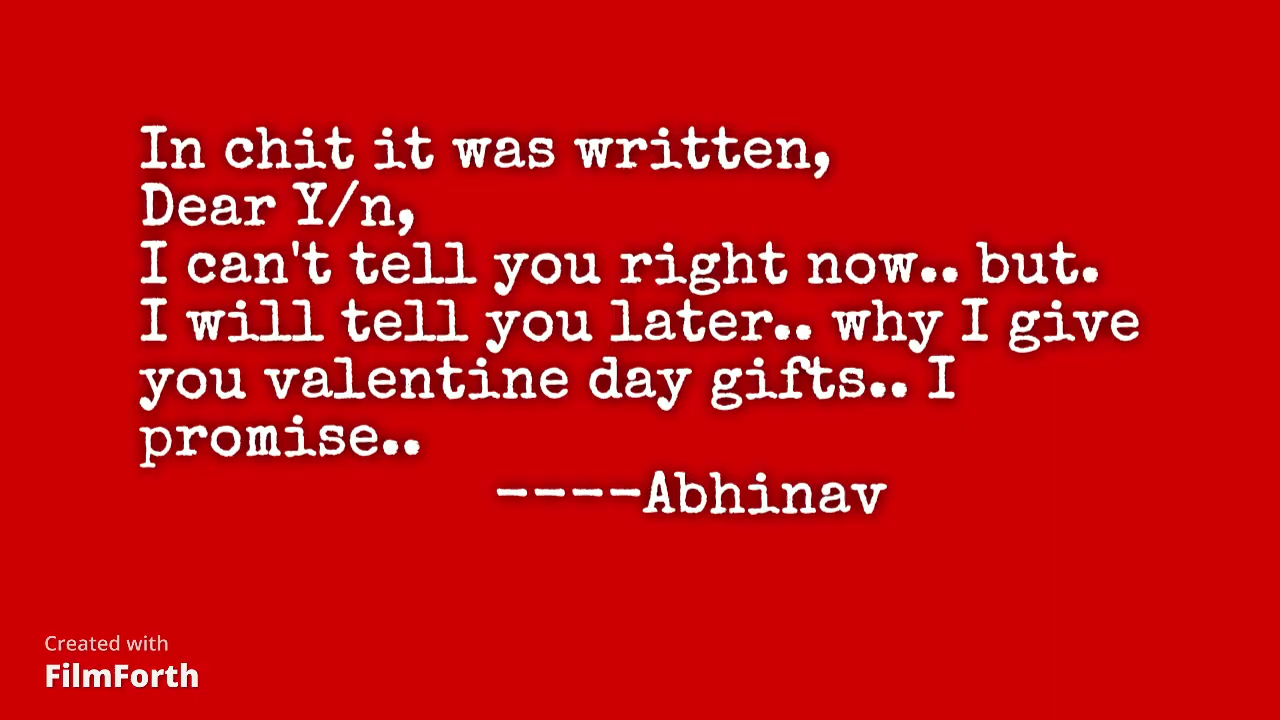 In chit it was written,
Dear Y/n,
I can't tell you right now.. but.
I will tell you later.. why I give
you valentine day gifts.. I
promise..
----Abhinav
Created with
FilmForth